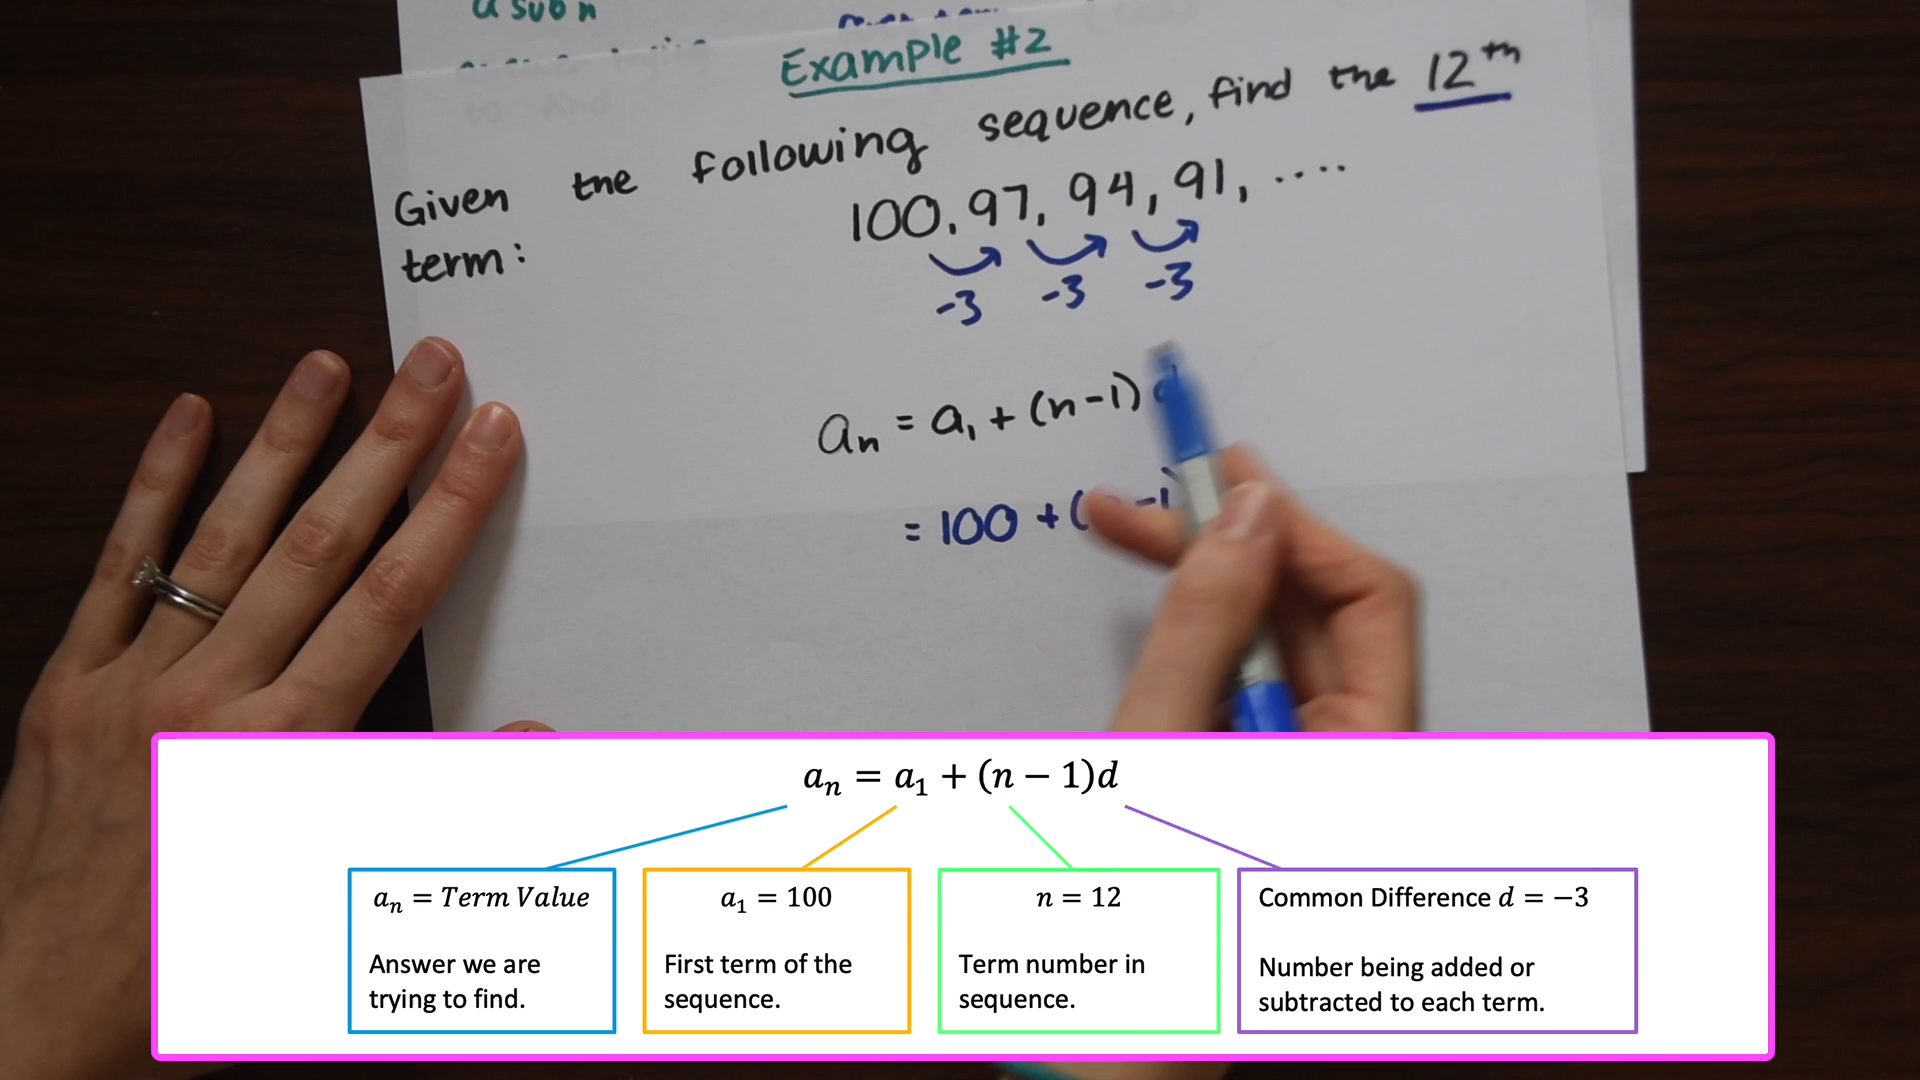 a sub n
Example #2
Given the following sequence, find the 12th
term:
100, 97, 94, 91, ....
-3 -3 -3
an = a1 + (n-1)
= 100 + ( -1
aₙ = a₁ + (n − 1)d
aₙ = Term Value
Answer we are
trying to find.
a₁ = 100
First term of the
sequence.
n = 12
Term number in
sequence.
Common Difference d = −3
Number being added or
subtracted to each term.